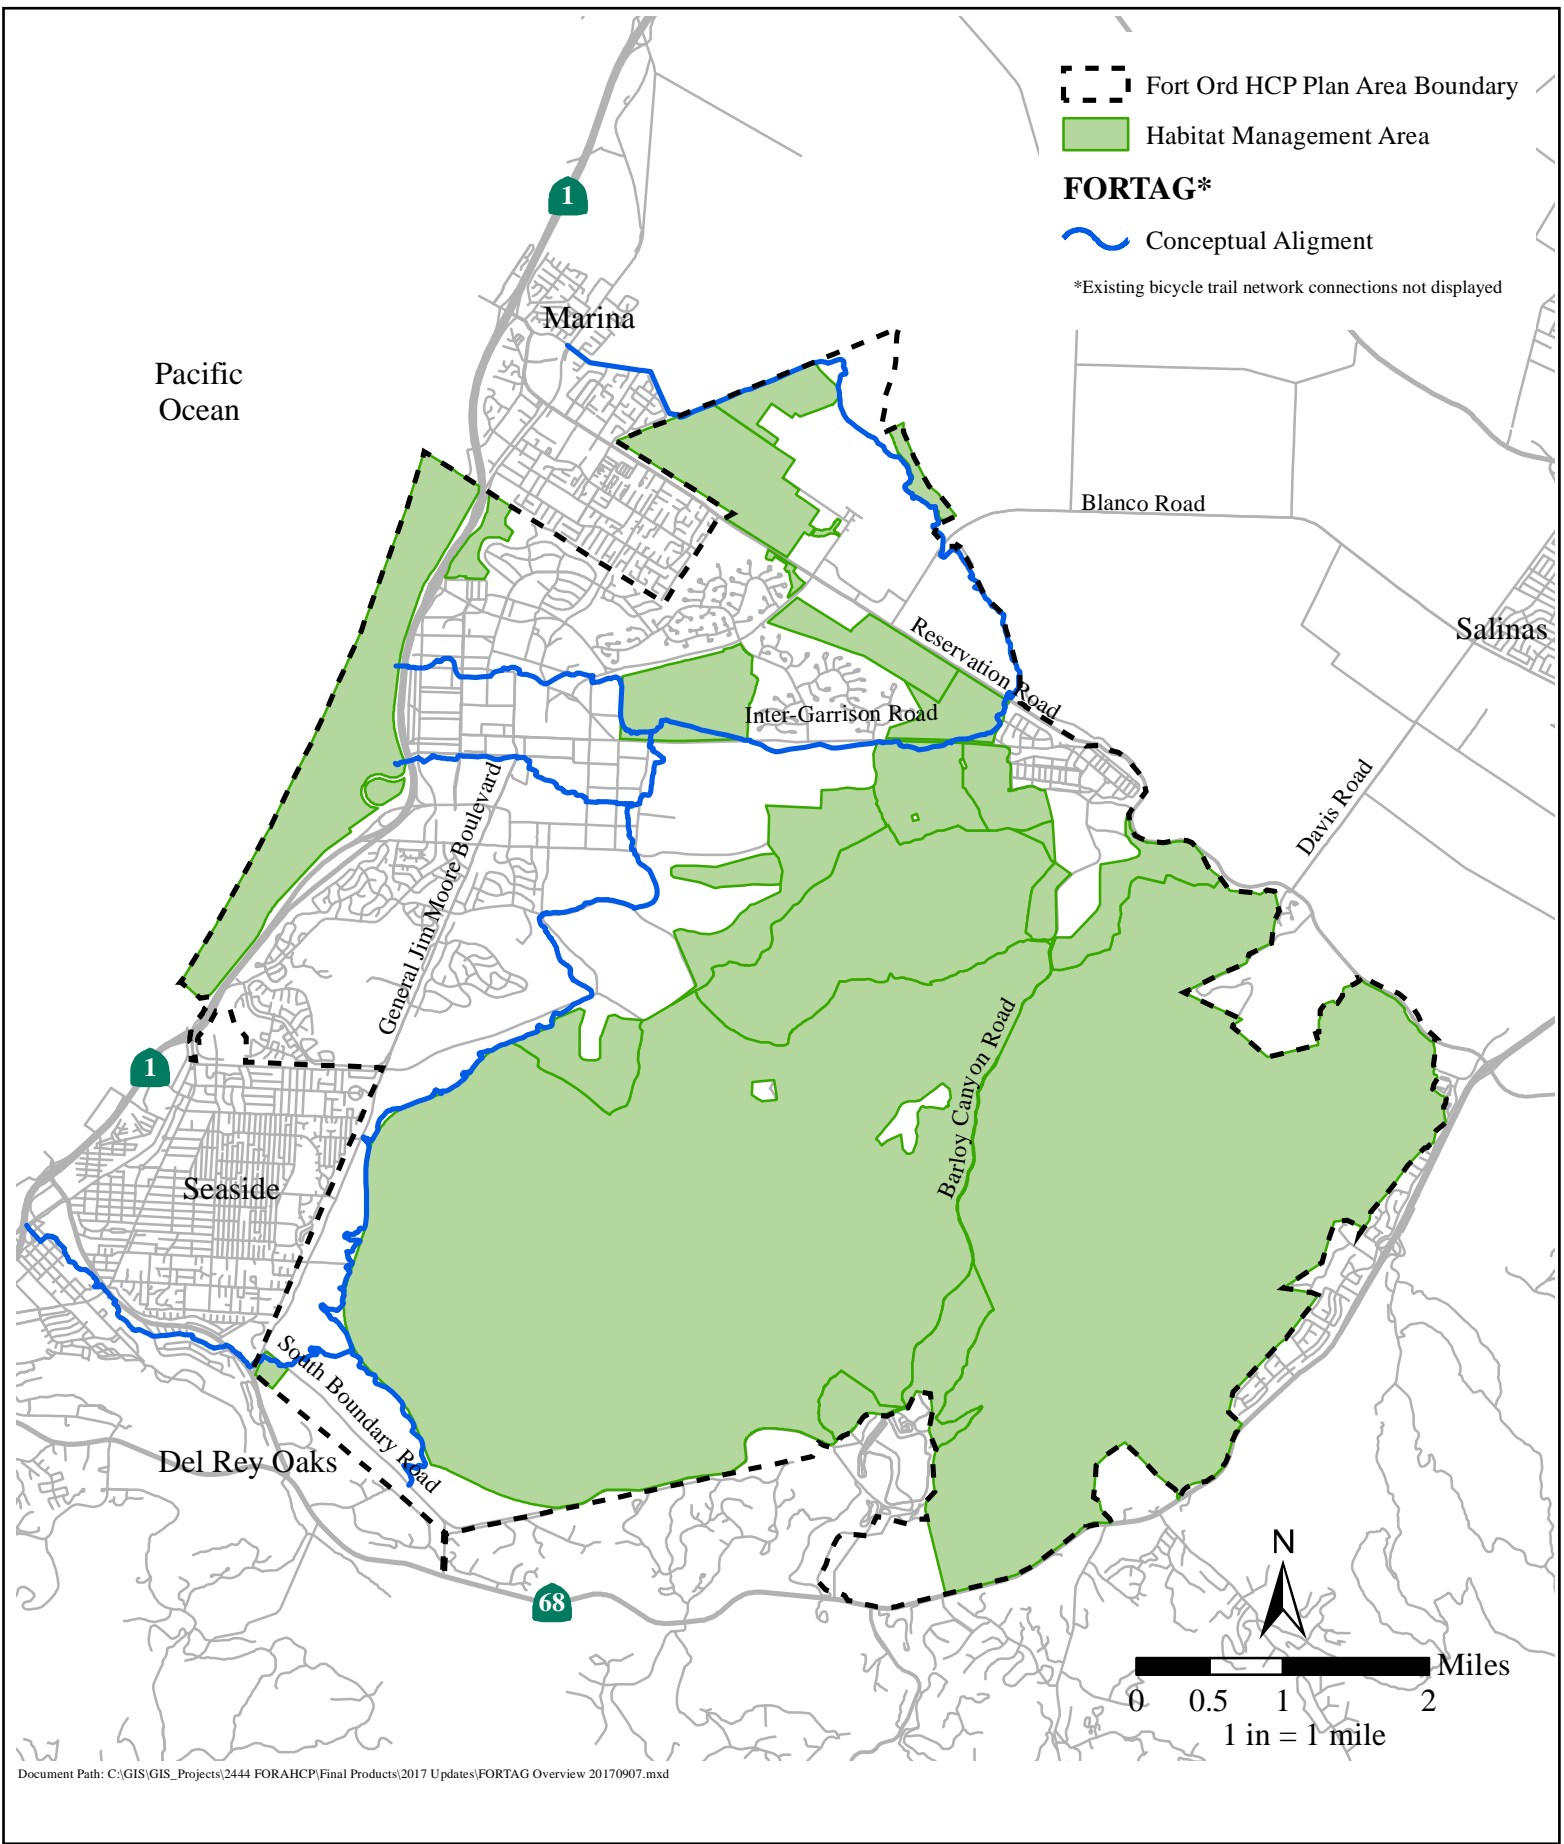 Fort Ord HCP Plan Area Boundary
Habitat Management Area
FORTAG*
Conceptual Aligment
*Existing bicycle trail network connections not displayed
1
Marina
Pacific
Ocean
Blanco Road
Salinas
Reservation Road
Inter-Garrison Road
Davis Road
General Jim Moore Boulevard
Barloy Canyon Road
1
Seaside
South Boundary Road
Del Rey Oaks
68
N
Miles
0 0.5 1 2
1 in = 1 mile
Document Path: C:\GIS\GIS_Projects\2444 FORAHCP\Final Products\2017 Updates\FORTAG Overview 20170907.mxd